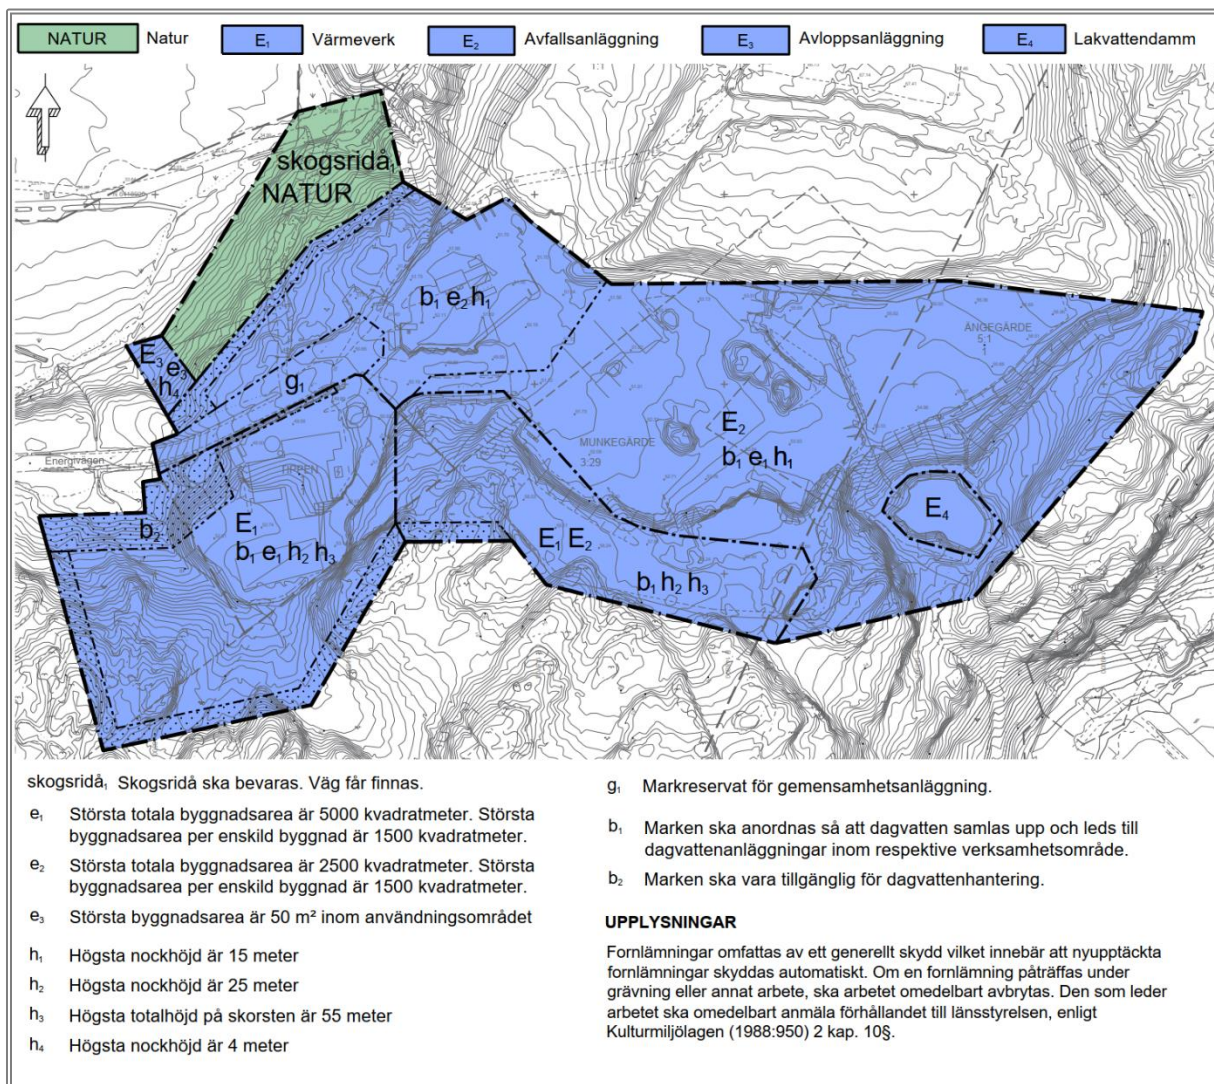 NATUR Natur E₁ Värmeverk E₂ Avfallsanläggning E₃ Avloppsanläggning E₄ Lakvattendamm
skogsridå₁
NATUR
b₁ e₂ h₁
E₃ e₃
h₄
g₁
ÄNGEGÄRDE
5:1
1
MUNKEGÄRDE
3:29
E₂
b₁ e₁ h₁
Energivägen
TIPPEN
b₂
E₁
b₁ e₁ h₂ h₃
E₁ E₂
b₁ h₂ h₃
E₄
skogsridå₁ Skogsridå ska bevaras. Väg får finnas.
e₁ Största totala byggnadsarea är 5000 kvadratmeter. Största
byggnadsarea per enskild byggnad är 1500 kvadratmeter.
e₂ Största totala byggnadsarea är 2500 kvadratmeter. Största
byggnadsarea per enskild byggnad är 1500 kvadratmeter.
e₃ Största byggnadsarea är 50 m² inom användningsområdet
h₁ Högsta nockhöjd är 15 meter
h₂ Högsta nockhöjd är 25 meter
h₃ Högsta totalhöjd på skorsten är 55 meter
h₄ Högsta nockhöjd är 4 meter
g₁ Markreservat för gemensamhetsanläggning.
b₁ Marken ska anordnas så att dagvatten samlas upp och leds till
dagvattenanläggningar inom respektive verksamhetsområde.
b₂ Marken ska vara tillgänglig för dagvattenhantering.
UPPLYSNINGAR
Fornlämningar omfattas av ett generellt skydd vilket innebär att nyupptäckta
fornlämningar skyddas automatiskt. Om en fornlämning påträffas under
grävning eller annat arbete, ska arbetet omedelbart avbrytas. Den som leder
arbetet ska omedelbart anmäla förhållandet till länsstyrelsen, enligt
Kulturmiljölagen (1988:950) 2 kap. 10§.